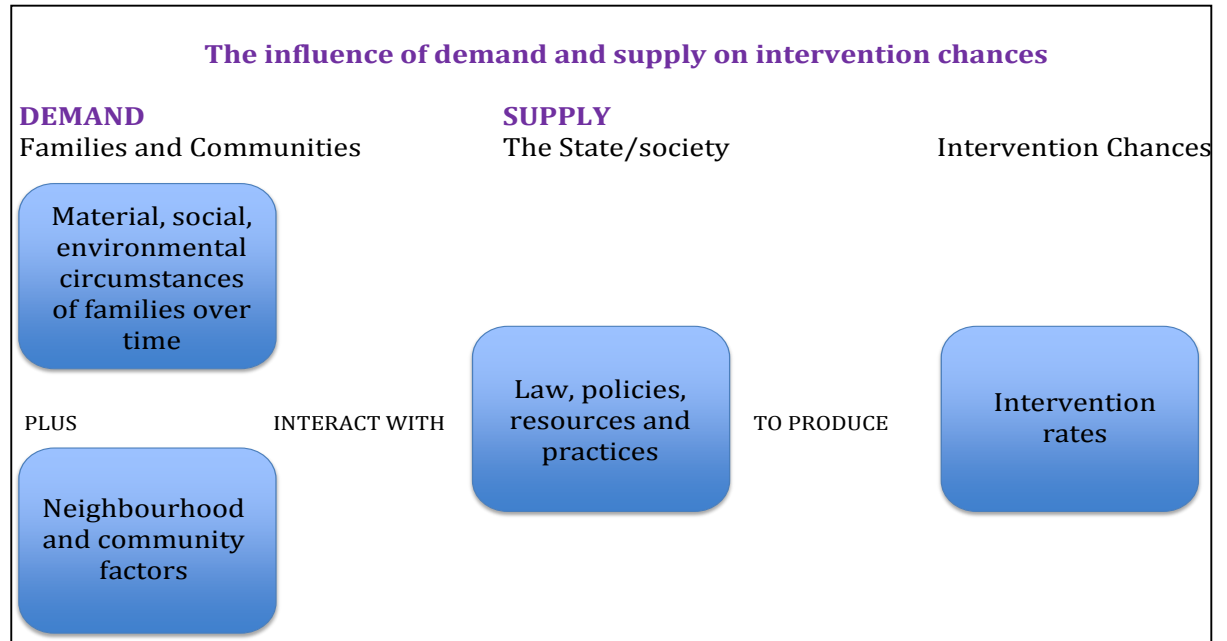 The influence of demand and supply on intervention chances
DEMAND
Families and Communities
SUPPLY
The State/society
Intervention Chances
Material, social,
environmental
circumstances
of families over
time
PLUS
Neighbourhood
and community
factors
INTERACT WITH
Law, policies,
resources and
practices
TO PRODUCE
Intervention
rates